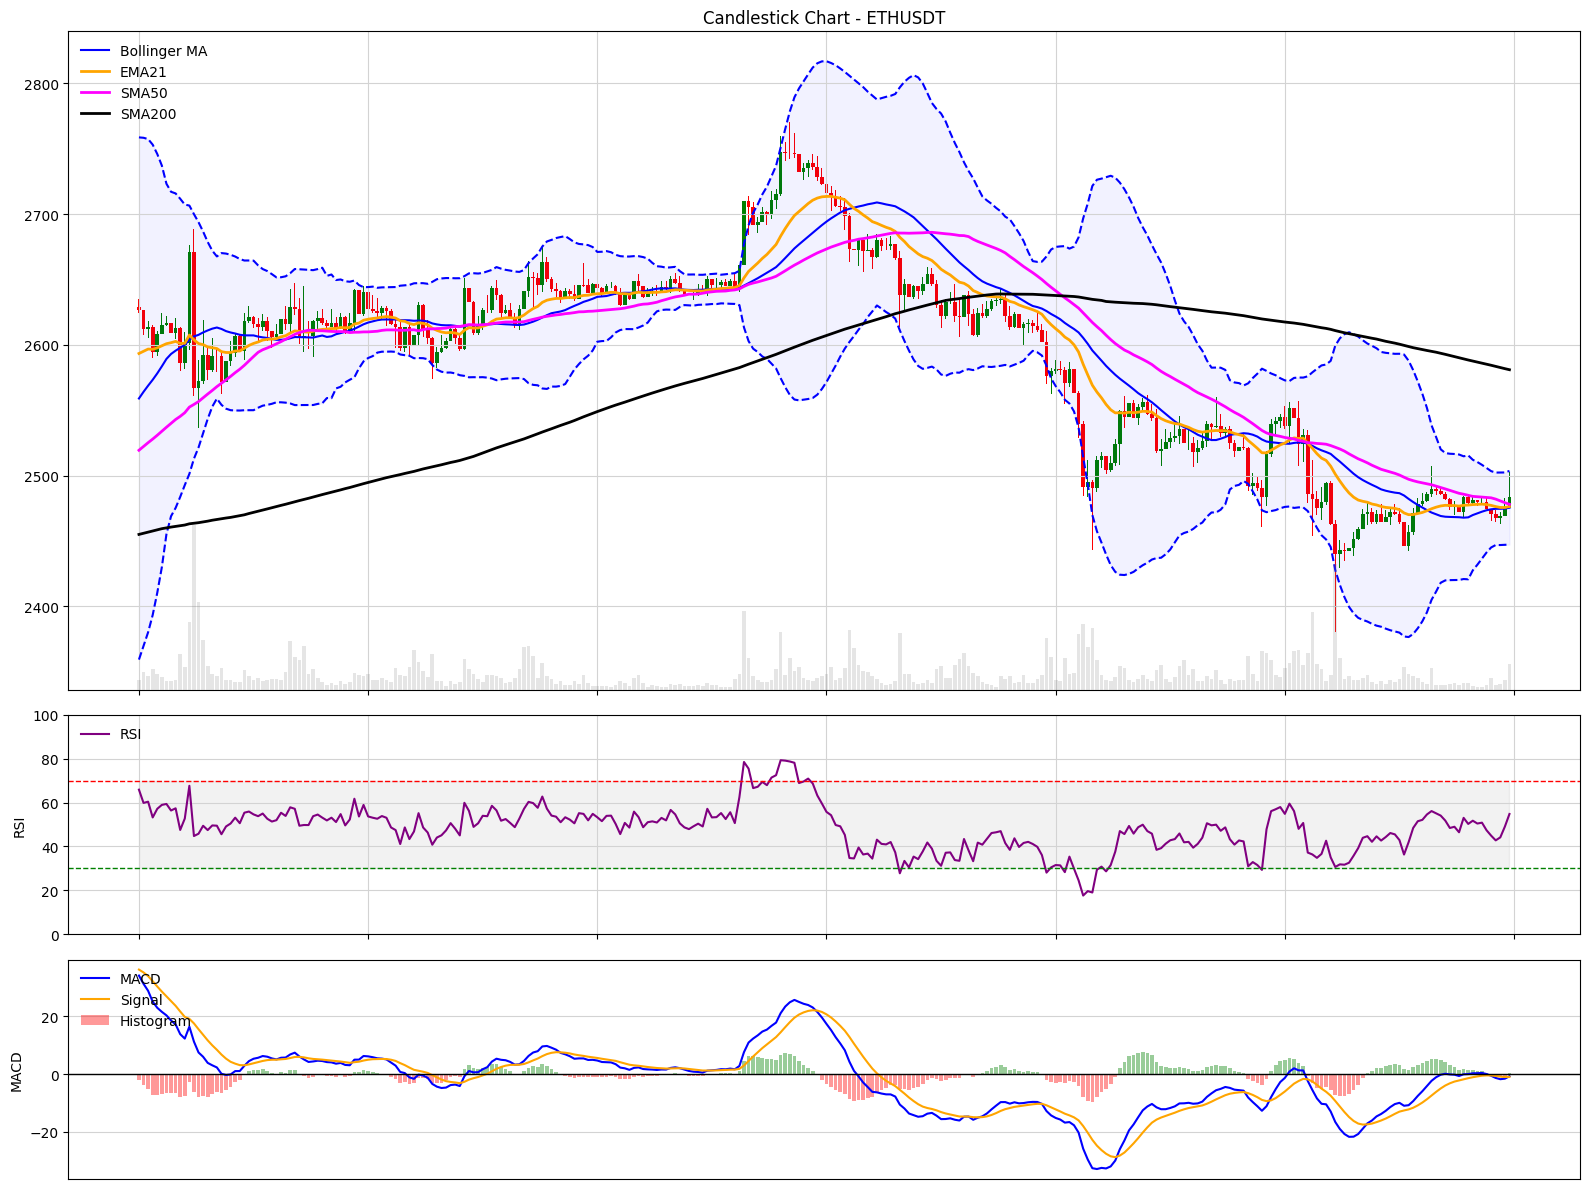 Candlestick Chart - ETHUSDT
Bollinger MA
EMA21
SMA50
SMA200
2800
2700
2600
2500
2400
RSI
100
80
60
40
20
0
RSI
MACD
Signal
Histogram
20
0
−20
MACD